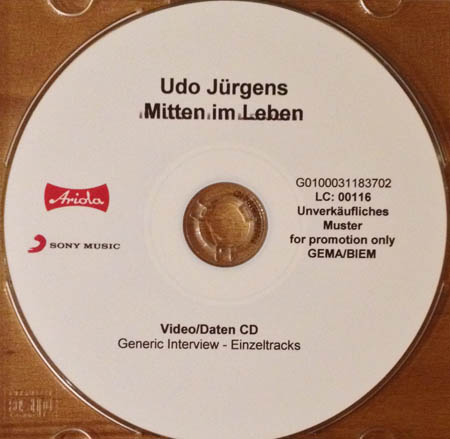 Udo Jürgens
Mitten im Leben
Ariola
SONY MUSIC
G0100031183702
LC: 00116
Unverkäufliches
Muster
for promotion only
GEMA/BIEM
Video/Daten CD
Generic Interview - Einzeltracks